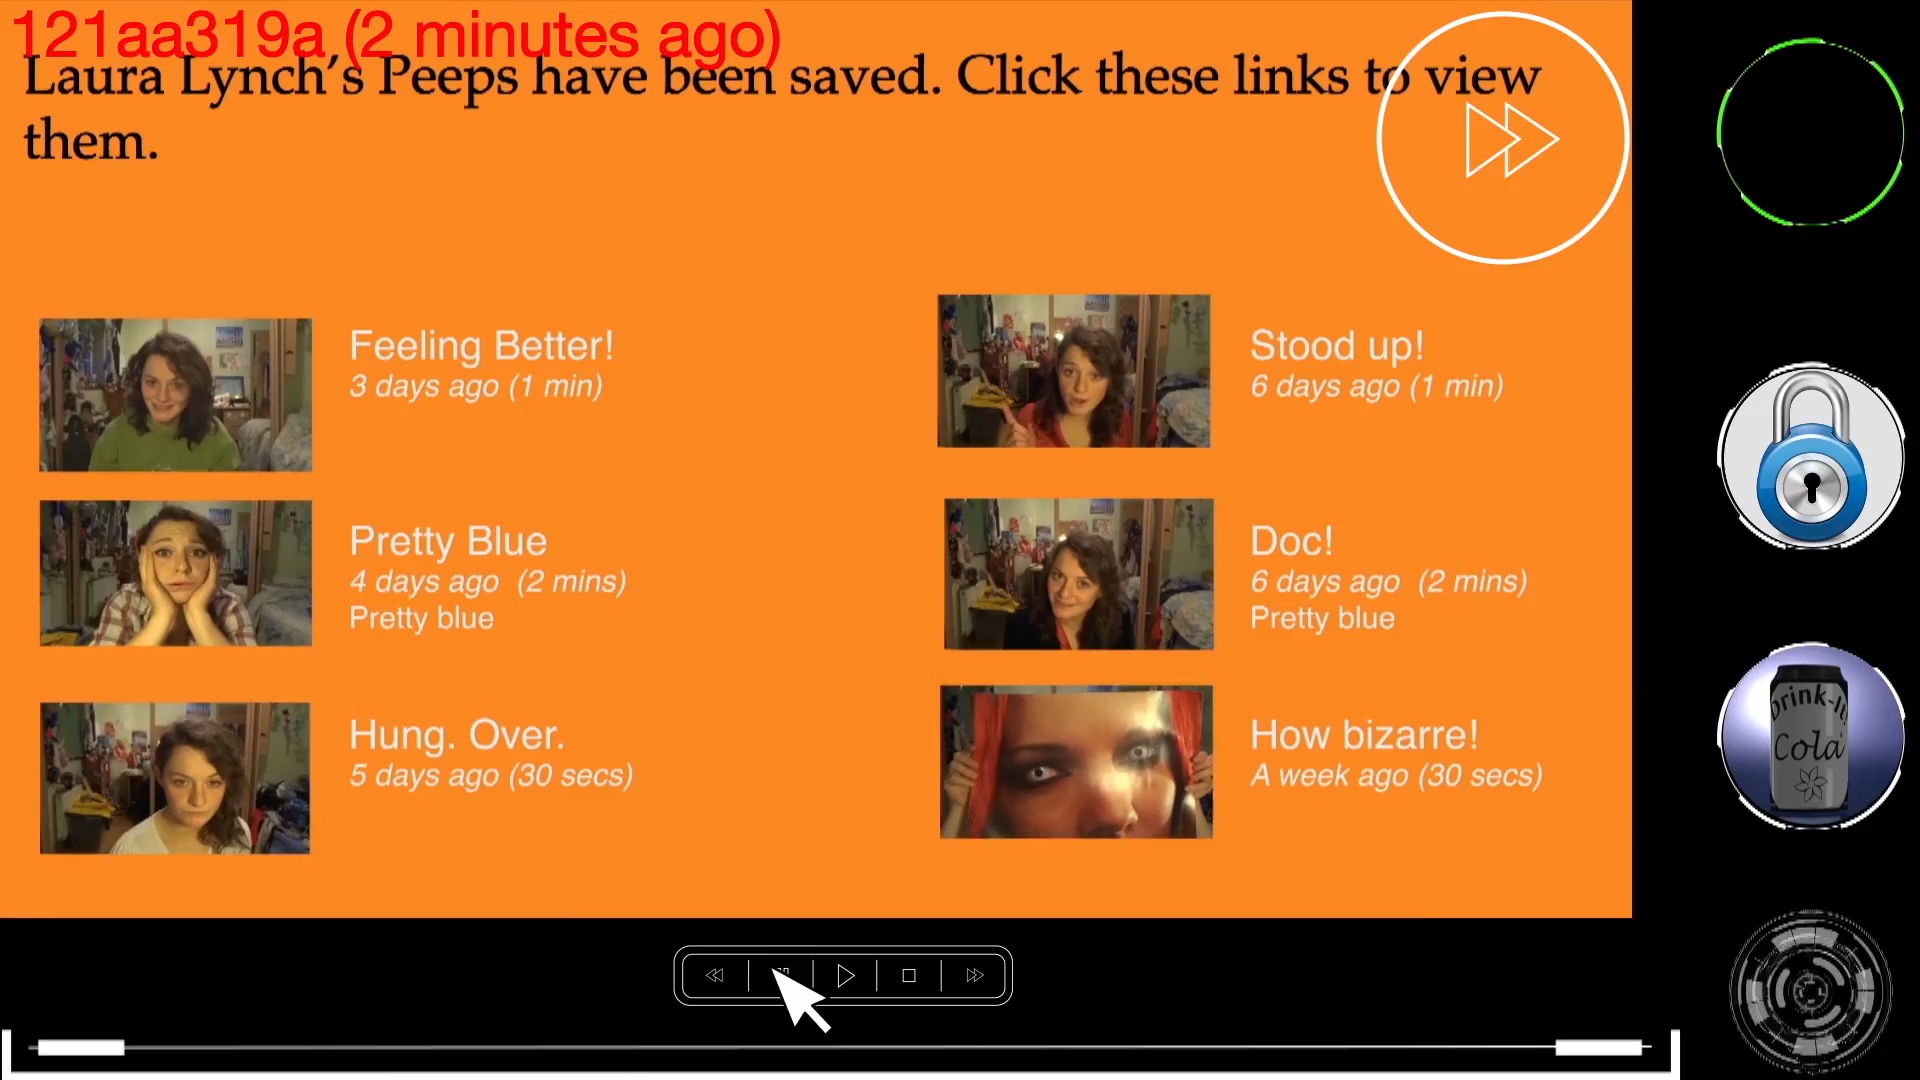 121aa319a (2 minutes ago)
Laura Lynch’s Peeps have been saved. Click these links to view
them.
Feeling Better!
3 days ago (1 min)
Stood up!
6 days ago (1 min)
Pretty Blue
4 days ago (2 mins)
Pretty blue
Doc!
6 days ago (2 mins)
Pretty blue
Hung. Over.
5 days ago (30 secs)
How bizarre!
A week ago (30 secs)
Drink-It!
Cola